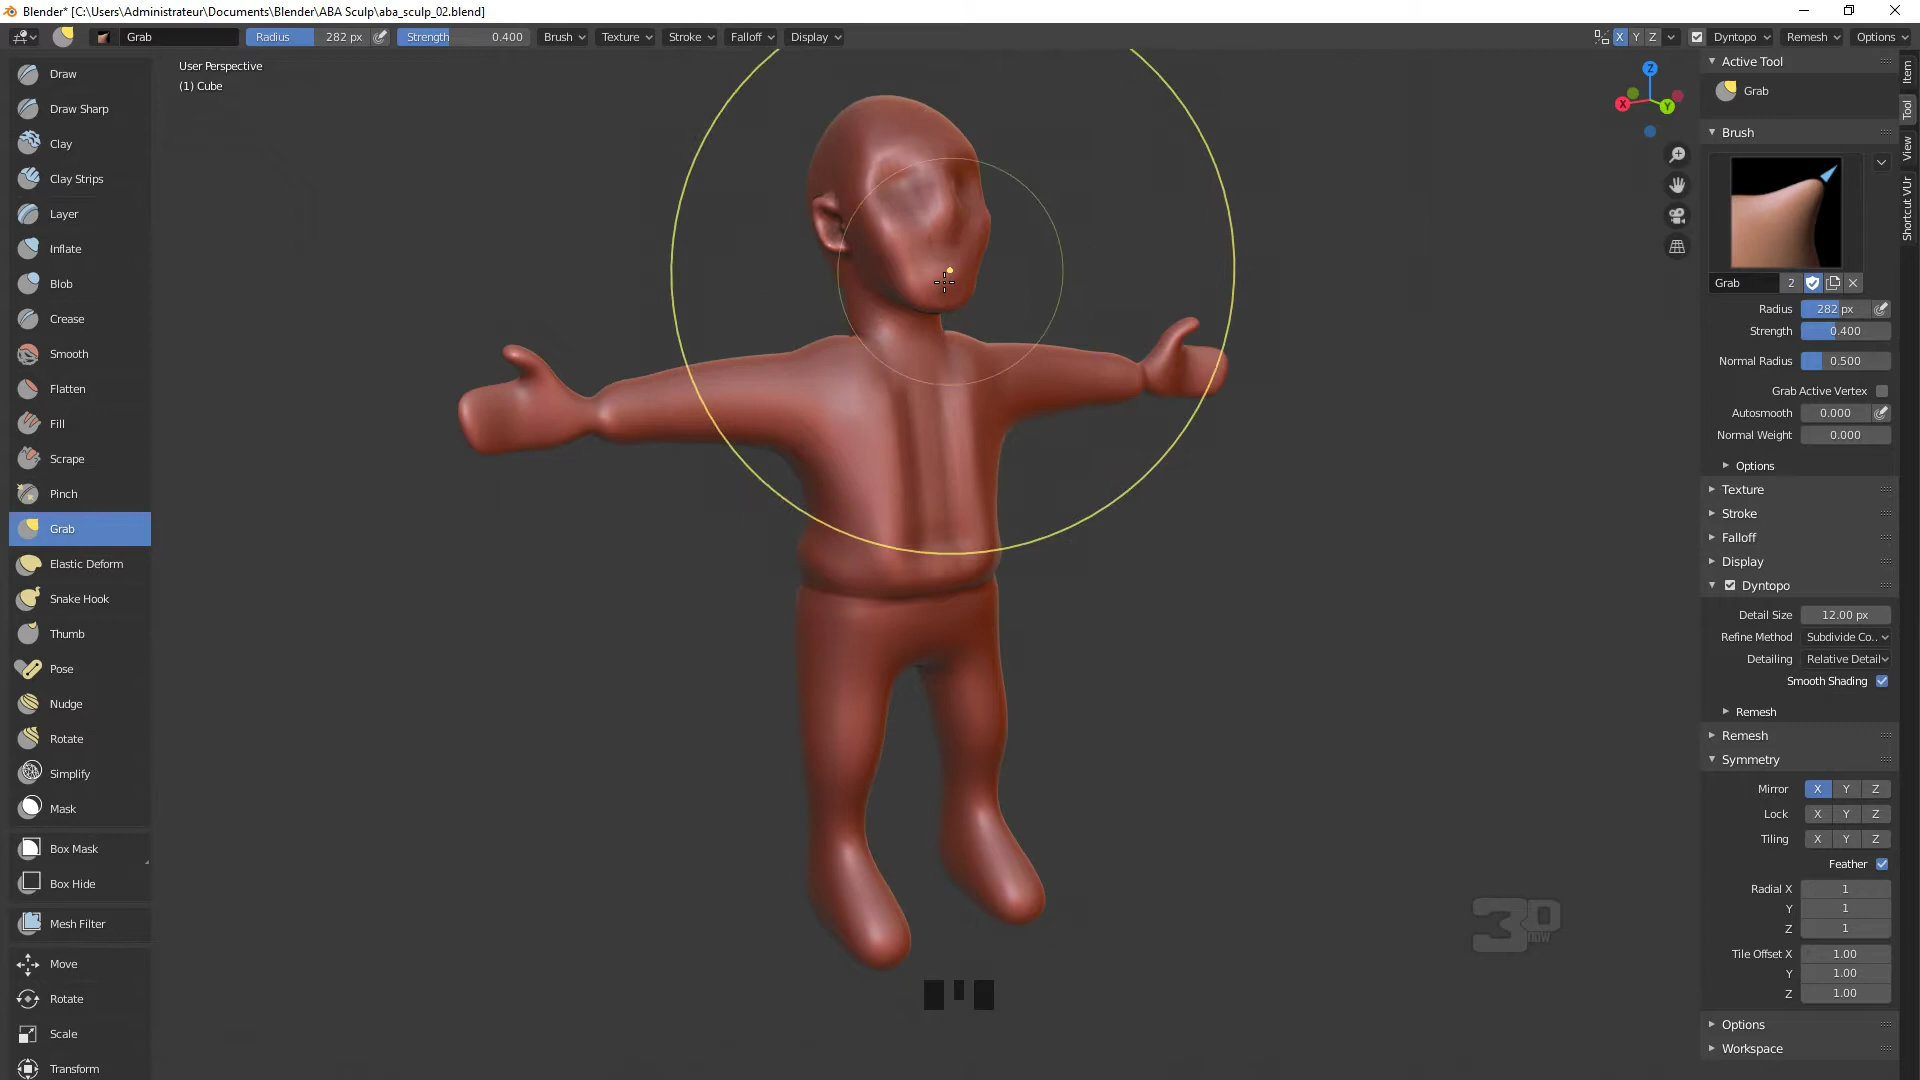 Blender* [C:\Users\Administrateur\Documents\Blender\ABA Sculp\aba_sculp_02.blend]
Grab Radius 282 px Strength 0.400 Brush Texture Stroke Falloff Display X Y Z Dyntopo Remesh Options
User Perspective
(1) Cube
Draw
Draw Sharp
Clay
Clay Strips
Layer
Inflate
Blob
Crease
Smooth
Flatten
Fill
Scrape
Pinch
Grab
Elastic Deform
Snake Hook
Thumb
Pose
Nudge
Rotate
Simplify
Mask
Box Mask
Box Hide
Mesh Filter
Move
Rotate
Scale
Transform
Z
X
Y
3D
now
Active Tool
Grab
Brush
Grab 2
Radius 282 px
Strength 0.400
Normal Radius 0.500
Grab Active Vertex
Autosmooth 0.000
Normal Weight 0.000
Options
Texture
Stroke
Falloff
Display
Dyntopo
Detail Size 12.00 px
Refine Method Subdivide Co..
Detailing Relative Detail
Smooth Shading
Remesh
Remesh
Symmetry
Mirror X Y Z
Lock X Y Z
Tiling X Y Z
Feather
Radial X 1
Y 1
Z 1
Tile Offset X 1.00
Y 1.00
Z 1.00
Options
Workspace
Item
Tool
View
Shortcut VUr